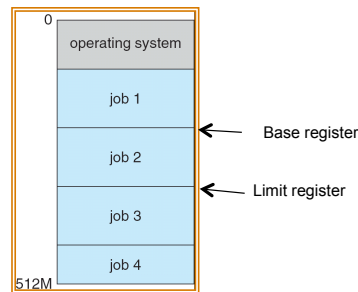 0
operating system
job 1
Base register
job 2
Limit register
job 3
job 4
512M